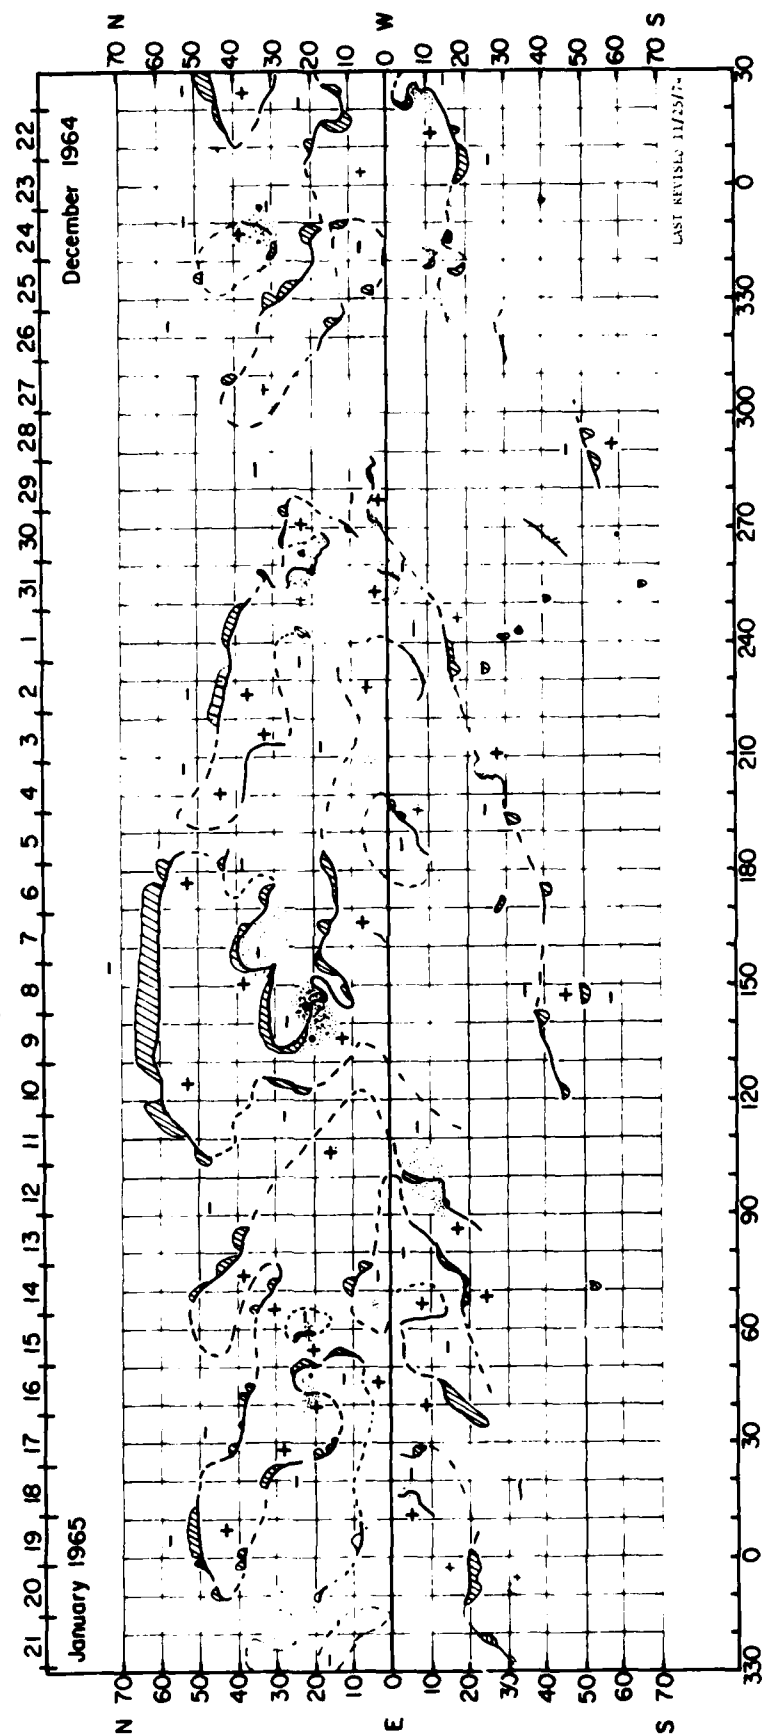 21 20 19 18 17 16 15 14 13 12 11 10 9 8 7 6 5 4 3 2 1 31 30 29 28 27 26 25 24 23 22
January 1965 December 1964
N 70 60 50 40 30 20 10 0 E 10 20 30 40 50 60 70 S
70 N 60 50 40 30 20 10 0 W 10 20 30 40 50 60 70 S
LAST REVISED
330 0 30 60 90 120 150 180 210 240 270 300 330 0 30